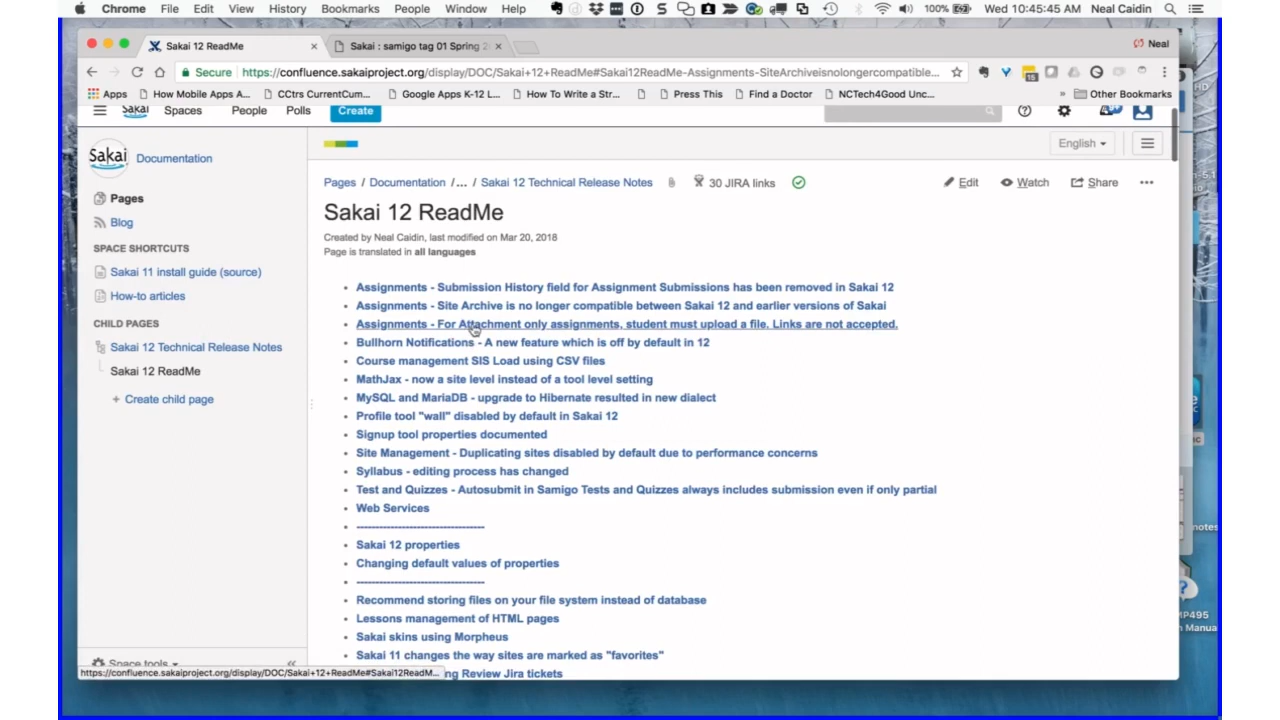 Chrome File Edit View History Bookmarks People Window Help 100% Wed 10:45:45 AM Neal Caidin
Sakai 12 ReadMe × Sakai : samigo tag 01 Spring 2 × Neal
Secure https://confluence.sakaiproject.org/display/DOC/Sakai+12+ReadMe#Sakai12ReadMe-Assignments-SiteArchiveisnolongercompatible...
Apps How Mobile Apps A... CCtrs CurrentCum... Google Apps K-12 L... How To Write a Str... Press This Find a Doctor NCTech4Good Unc... » Other Bookmarks
Sakai Spaces People Polls Create
Sakai Documentation
English
Pages
Blog
SPACE SHORTCUTS
Sakai 11 install guide (source)
How-to articles
CHILD PAGES
Sakai 12 Technical Release Notes
Sakai 12 ReadMe
+ Create child page
Space tools «
Pages / Documentation /... / Sakai 12 Technical Release Notes 30 JIRA links Edit Watch Share ...
Sakai 12 ReadMe
Created by Neal Caidin, last modified on Mar 20, 2018
Page is translated in all languages
• Assignments - Submission History field for Assignment Submissions has been removed in Sakai 12
• Assignments - Site Archive is no longer compatible between Sakai 12 and earlier versions of Sakai
• Assignments - For Attachment only assignments, student must upload a file. Links are not accepted.
• Bullhorn Notifications - A new feature which is off by default in 12
• Course management SIS Load using CSV files
• MathJax - now a site level instead of a tool level setting
• MySQL and MariaDB - upgrade to Hibernate resulted in new dialect
• Profile tool "wall" disabled by default in Sakai 12
• Signup tool properties documented
• Site Management - Duplicating sites disabled by default due to performance concerns
• Syllabus - editing process has changed
• Test and Quizzes - Autosubmit in Samigo Tests and Quizzes always includes submission even if only partial
• Web Services
• --------------------------------
• Sakai 12 properties
• Changing default values of properties
• --------------------------------
• Recommend storing files on your file system instead of database
• Lessons management of HTML pages
• Sakai skins using Morpheus
• Sakai 11 changes the way sites are marked as "favorites"
ng Review Jira tickets
https://confluence.sakaiproject.org/display/DOC/Sakai+12+ReadMe#Sakai12ReadM...
notes
MP495
n Manua